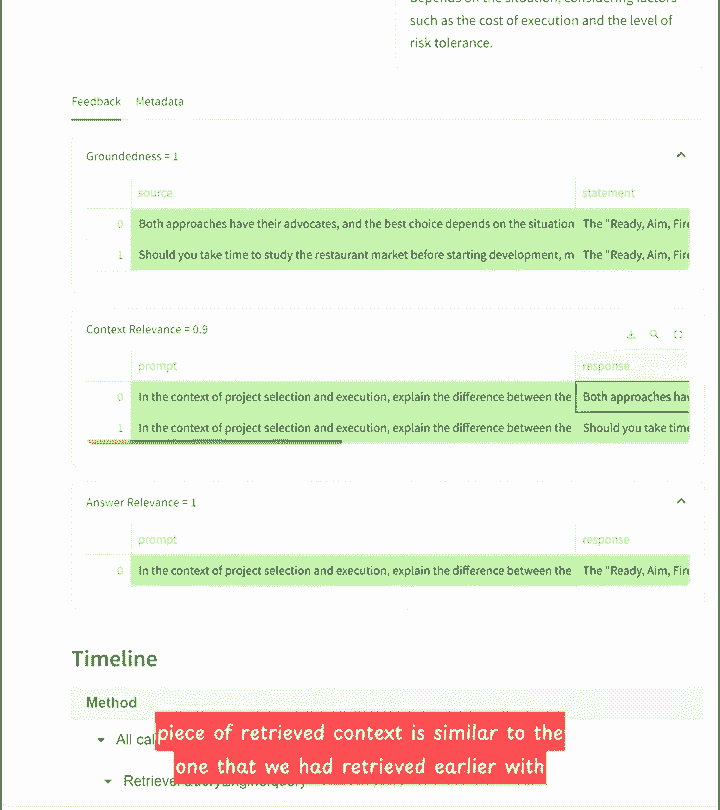 depends on the situation, considering factors
such as the cost of execution and the level of
risk tolerance.
Feedback Metadata
Groundedness = 1
source statement
0 Both approaches have their advocates, and the best choice depends on the situation The "Ready, Aim, Fire
1 Should you take time to study the restaurant market before starting development, m The "Ready, Aim, Fire
Context Relevance = 0.9
prompt response
0 In the context of project selection and execution, explain the difference between the Both approaches hav
1 In the context of project selection and execution, explain the difference between the Should you take time
Answer Relevance = 1
prompt response
0 In the context of project selection and execution, explain the difference between the The "Ready, Aim, Fire
Timeline
Method
All cal
piece of retrieved context is similar to the
one that we had retrieved earlier with